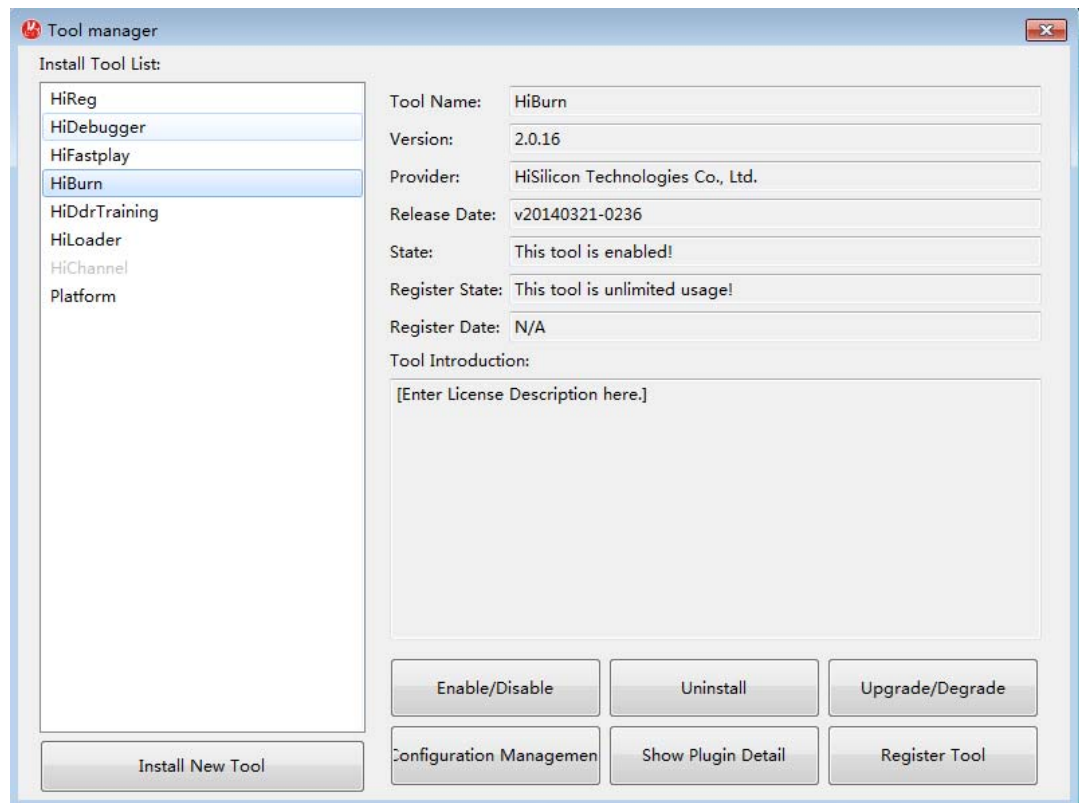 Tool manager
Install Tool List:
HiReg
HiDebugger
HiFastplay
HiBurn
HiDdrTraining
HiLoader
HiChannel
Platform
Install New Tool
Tool Name: HiBurn
Version: 2.0.16
Provider: HiSilicon Technologies Co., Ltd.
Release Date: v20140321-0236
State: This tool is enabled!
Register State: This tool is unlimited usage!
Register Date: N/A
Tool Introduction:
[Enter License Description here.]
Enable/Disable Uninstall Upgrade/Degrade
Configuration Managemen Show Plugin Detail Register Tool